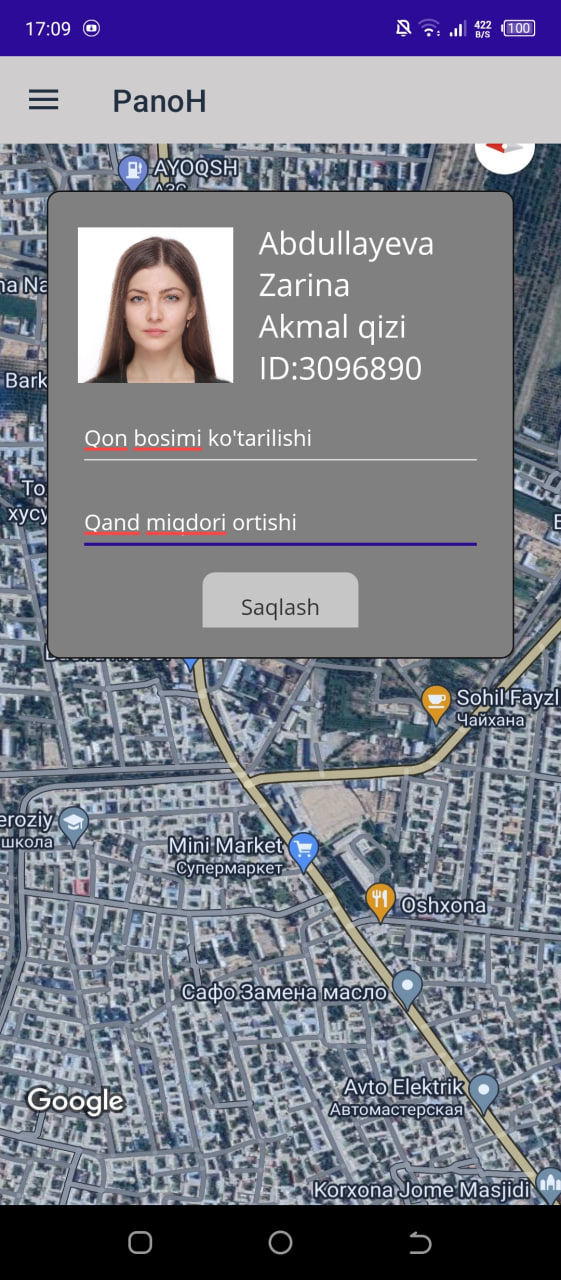 17:09
422
B/S
100
PanoH
AYOQSH
АЗС
na Na
Abdullayeva
Zarina
Akmal qizi
ID:3096890
Bark
Qon bosimi ko'tarilishi
То
хусу
Qand miqdori ortishi
Saqlash
Sohil Fayzl
Чайхана
eroziy
школа
Mini Market
Супермаркет
Oshxona
Сафо Замена масло
Avto Elektrik
Автомастерская
Google
Korxona Jome Masjidi